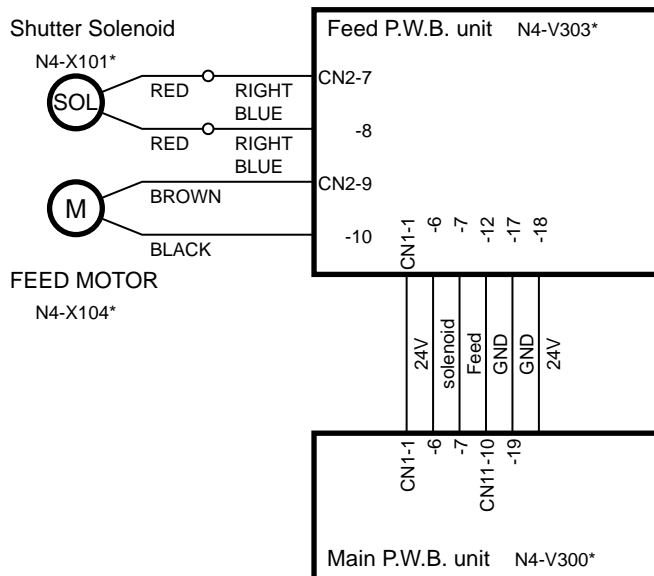 Shutter Solenoid
N4-X101*
SOL
RED
RIGHT
BLUE
RED
RIGHT
BLUE
M
BROWN
BLACK
FEED MOTOR
N4-X104*
Feed P.W.B. unit N4-V303*
CN2-7
-8
CN2-9
-10
CN1-1
-6
-7
-12
-17
-18
24V
solenoid
Feed
GND
GND
24V
CN1-1
-6
-7
CN11-10
-19
Main P.W.B. unit N4-V300*